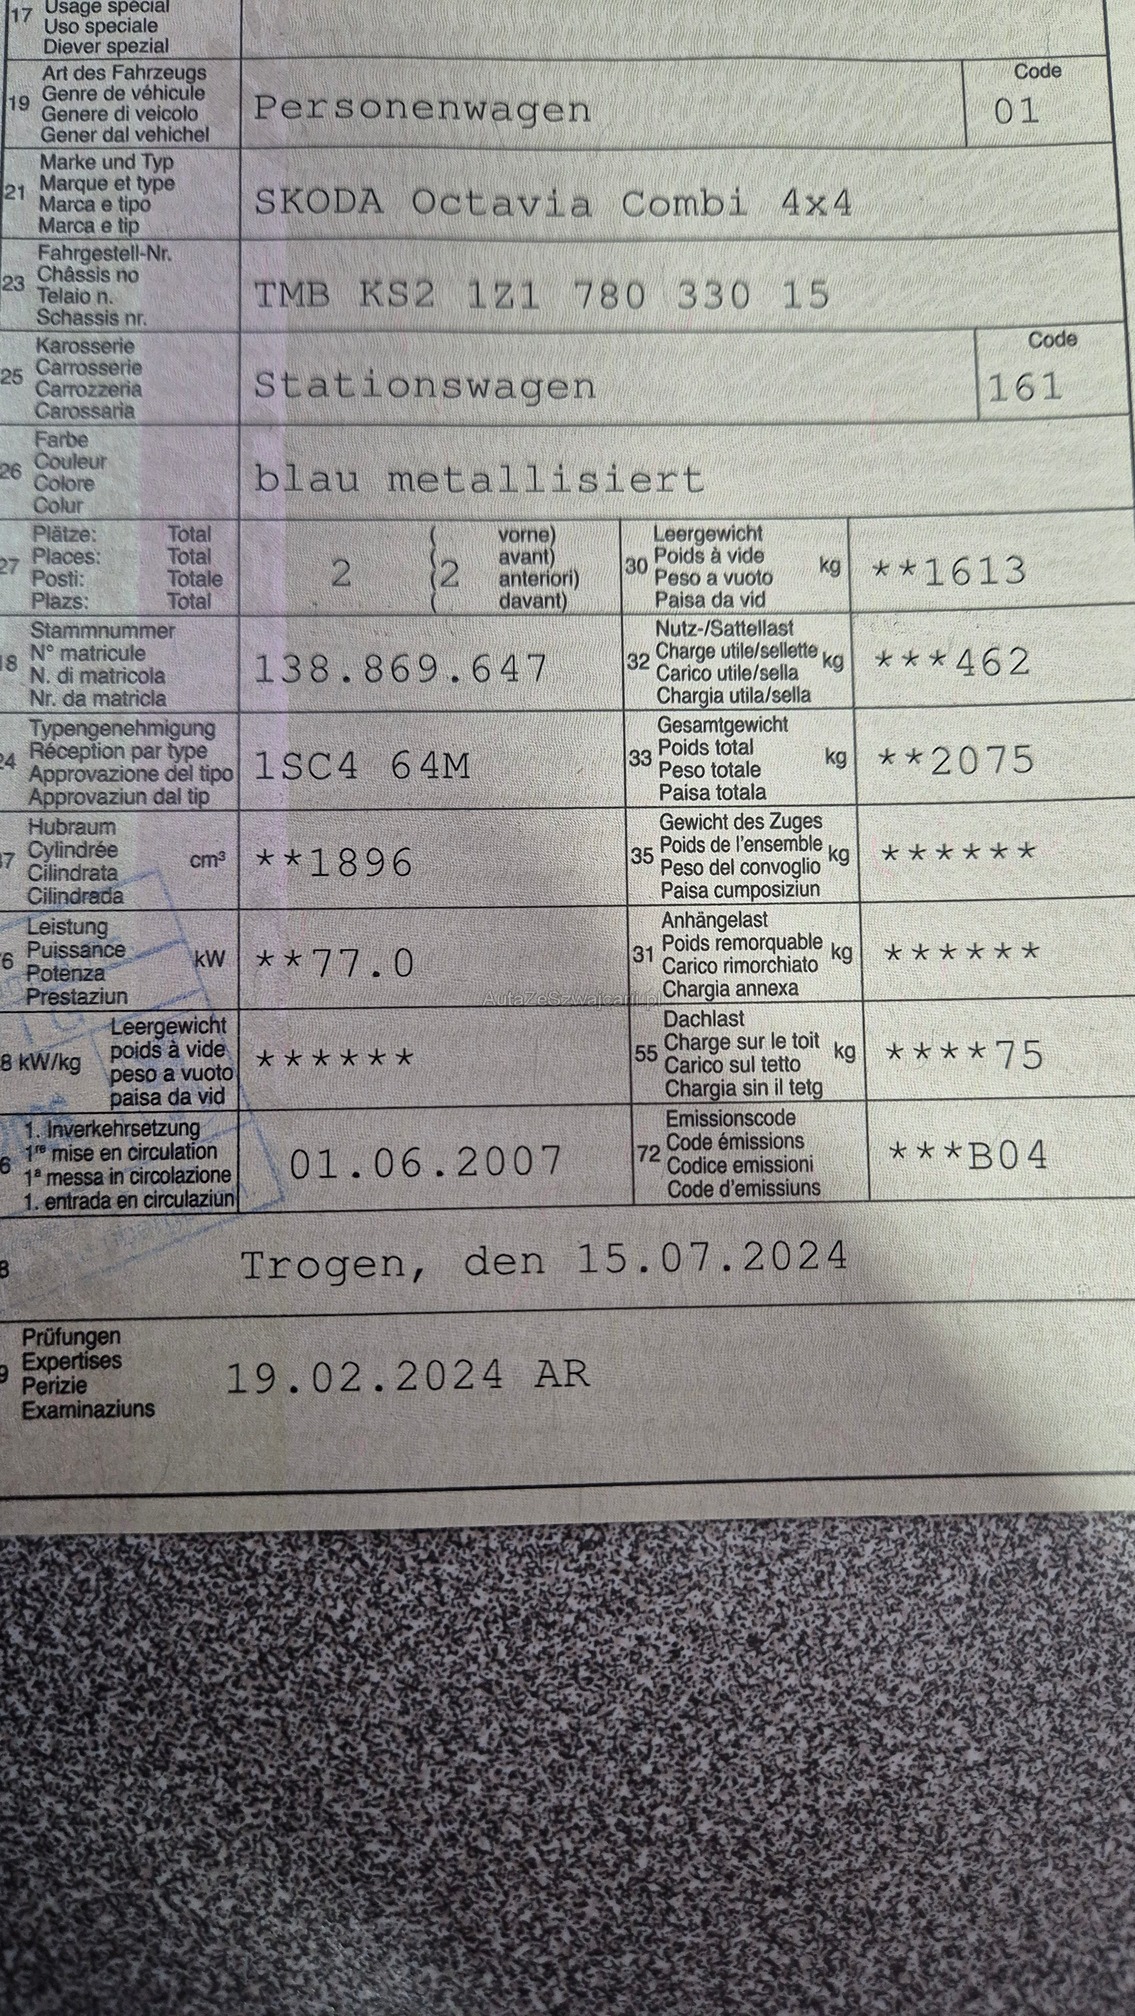 17 Usage spécial
Uso speciale
Diever spezial
19 Art des Fahrzeugs
Genre de véhicule
Genere di veicolo
Gener dal vehichel
Personenwagen
Code
01
21 Marke und Typ
Marque et type
Marca e tipo
Marca e tip
SKODA Octavia Combi 4x4
23 Fahrgestell-Nr.
Châssis no
Telaio n.
Schassis nr.
TMB KS2 1Z1 780 330 15
25 Karosserie
Carrosserie
Carrozzeria
Carossaria
Stationswagen
Code
161
26 Farbe
Couleur
Colore
Colur
blau metallisiert
27 Plätze: Total
Places: Total
Posti: Totale
Plazs: Total
2 (2 vorne)
avant)
anteriori)
davant)
30 Leergewicht
Poids à vide
Peso a vuoto
Paisa da vid
kg **1613
18 Stammnummer
N° matricule
N. di matricola
Nr. da matricla
138.869.647
32 Nutz-/Sattellast
Charge utile/sellette
Carico utile/sella
Chargia utila/sella
kg ***462
24 Typengenehmigung
Réception par type
Approvazione del tipo
Approvaziun dal tip
1SC4 64M
33 Gesamtgewicht
Poids total
Peso totale
Paisa totala
kg **2075
37 Hubraum
Cylindrée
Cilindrata
Cilindrada
cm³ **1896
35 Gewicht des Zuges
Poids de l'ensemble
Peso del convoglio
Paisa cumposiziun
kg ******
6 Leistung
Puissance
Potenza
Prestaziun
kW **77.0
31 Anhängelast
Poids remorquable
Carico rimorchiato
Chargia annexa
kg ******
AutaZeSzwajcarii.pl
8 kW/kg Leergewicht
poids à vide
peso a vuoto
paisa da vid
******
55 Dachlast
Charge sur le toit
Carico sul tetto
Chargia sin il tetg
kg ****75
6 1. Inverkehrsetzung
1re mise en circulation
1a messa in circolazione
1. entrada en circulaziun
01.06.2007
72 Emissionscode
Code émissions
Codice emissioni
Code d'emissiuns
***B04
8 Trogen, den 15.07.2024
9 Prüfungen
Expertises
Perizie
Examinaziuns
19.02.2024 AR